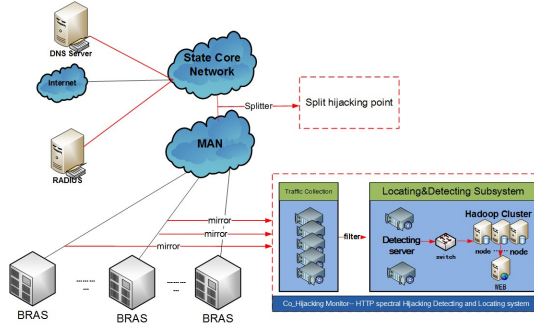 DNS Server
State Core
Network
Internet
Splitter
Split hijacking point
RADIUS
MAN
Traffic Collection
Locating&Detecting Subsystem
mirror
mirror
mirror
filter
Detecting
server
switch
Hadoop Cluster
node
node
WEB
BRAS
BRAS
BRAS
Co_Hijacking Monitor-- HTTP spectral Hijacking Detecting and Locating system